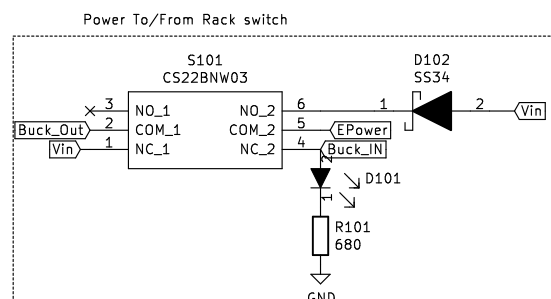 Power To/From Rack switch
S101
CS22BNW03
D102
SS34
3 NO_1 NO_2 6 1 2 Vin
Buck_Out 2 COM_1 COM_2 5 EPower
Vin 1 NC_1 NC_2 4 Buck_IN
2
D101
1
R101
680
GND